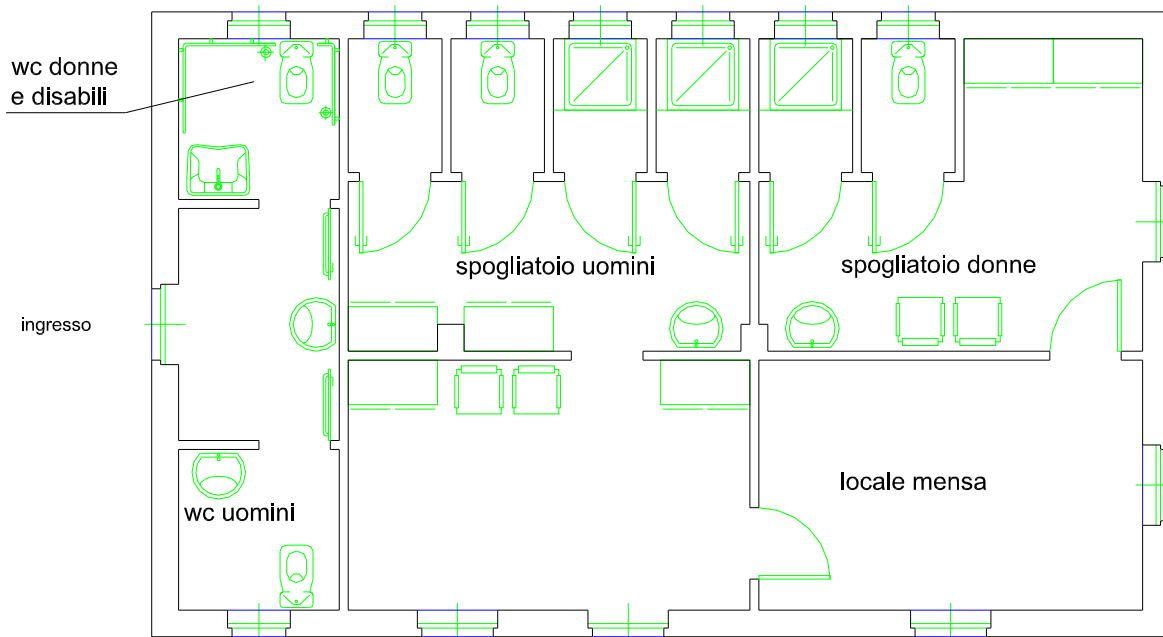 wc donne
e disabili
spogliatoio uomini
spogliatoio donne
ingresso
locale mensa
wc uomini